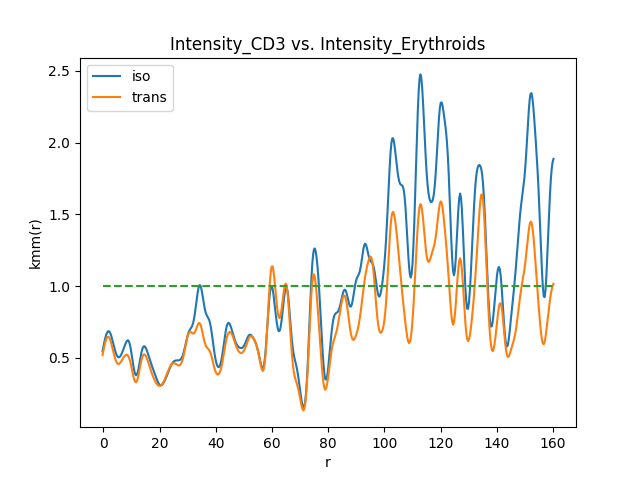 Intensity_CD3 vs. Intensity_Erythroids
iso
trans
kmm(r)
2.5
2.0
1.5
1.0
0.5
0 20 40 60 80 100 120 140 160
r